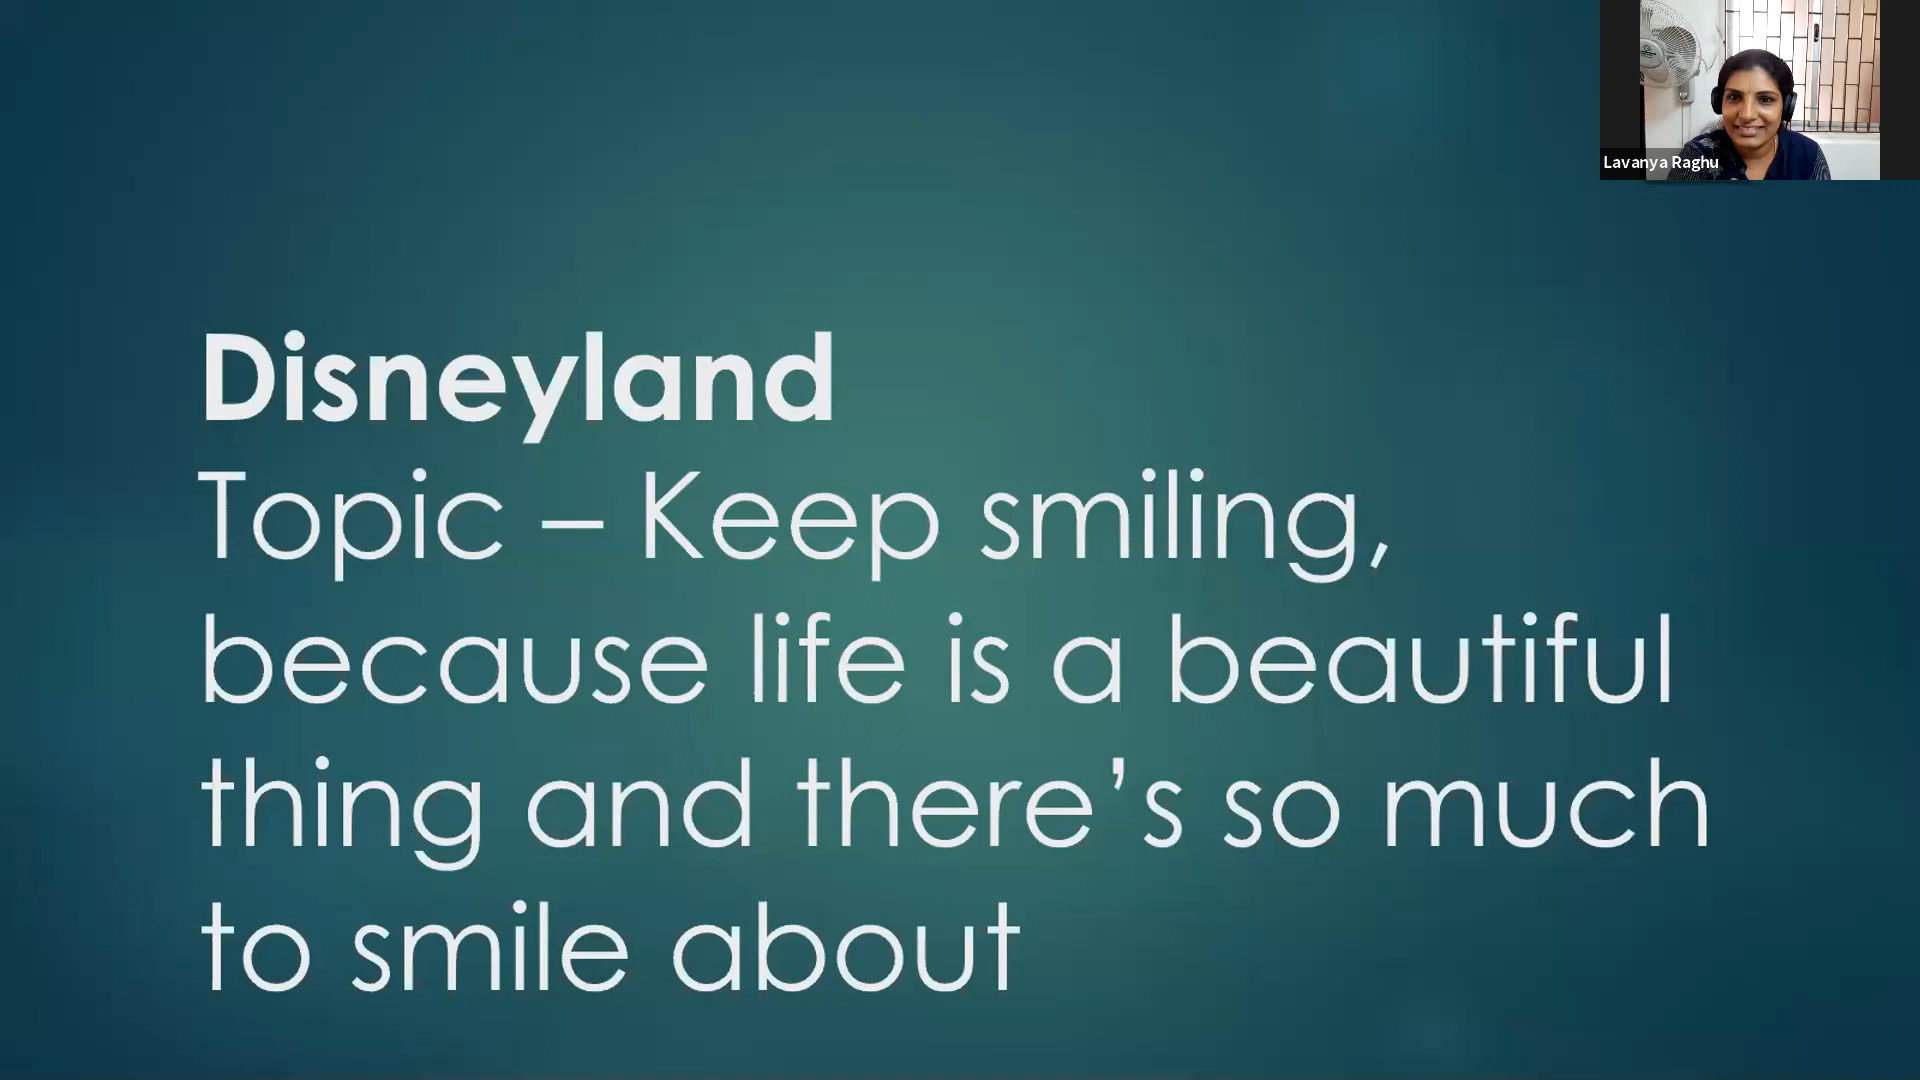 Lavanya Raghu
Disneyland
Topic – Keep smiling,
because life is a beautiful
thing and there’s so much
to smile about